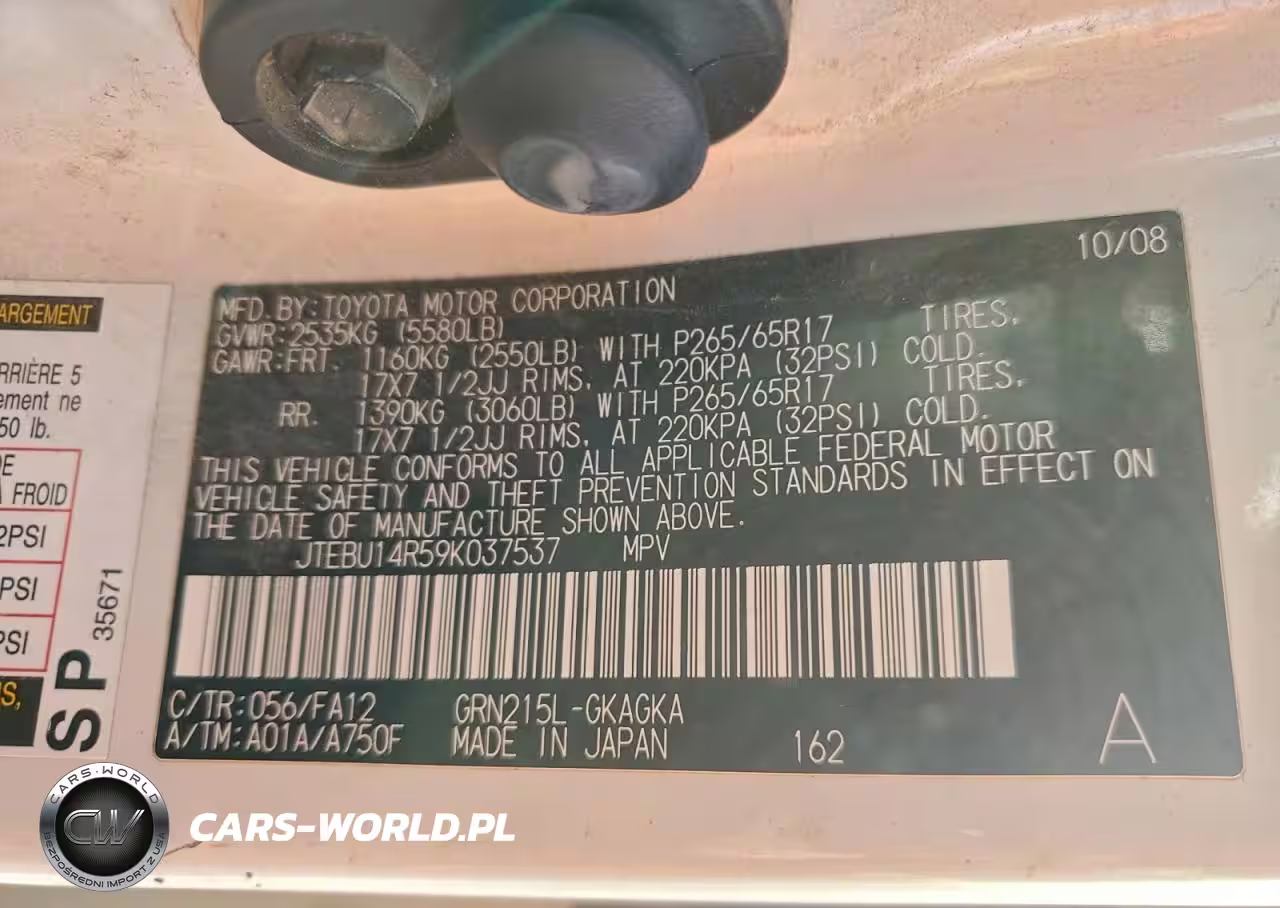 10/08
MFD. BY: TOYOTA MOTOR CORPORATION
GVWR: 2535KG (5580LB)
GAWR: FRT. 1160KG (2550LB) WITH P265/65R17 TIRES,
17X7 1/2JJ RIMS, AT 220KPA (32PSI) COLD.
RR. 1390KG (3060LB) WITH P265/65R17 TIRES,
17X7 1/2JJ RIMS, AT 220KPA (32PSI) COLD.
THIS VEHICLE CONFORMS TO ALL APPLICABLE FEDERAL MOTOR
VEHICLE SAFETY AND THEFT PREVENTION STANDARDS IN EFFECT ON
THE DATE OF MANUFACTURE SHOWN ABOVE.
JTEBU14R59K037537 MPV
C/TR: 056/FA12 GRN215L-GKAGKA
A/TM: A01A/A750F MADE IN JAPAN 162 A
ARGEMENT
RRIÈRE 5
ement ne
50 lb.
DE
A FROID
2PSI
PSI
PSI
S,
SP 35671
CARS-WORLD
CW
BEZPOŚREDNI IMPORT Z USA
CARS-WORLD.PL